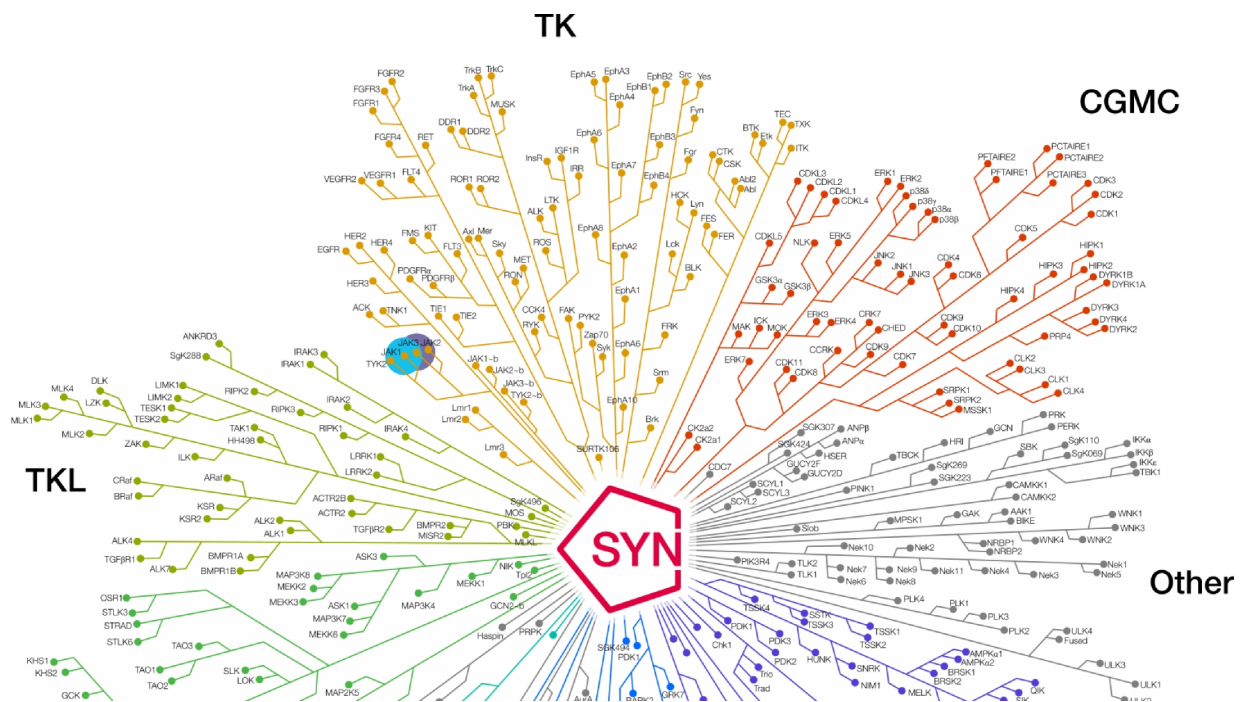 TK
CGMC
TKL
Other
SYN
FGFR2
FGFR3
FGFR1
FGFR4
RET
VEGFR2
VEGFR1
FLT4
TrkB
TrkC
TrkA
MUSK
DDR1
DDR2
ROR1
ROR2
InsR
IGF1R
IRR
LTK
ALK
ROS
EphA5
EphA3
EphA4
EphA6
EphA7
EphA8
EphA2
EphA1
EphA6
EphA10
EphB2
EphB1
EphB3
EphB4
Src
Yes
Fyn
Fgr
HCK
Lyn
Lck
BLK
FRK
Srm
Brk
CTK
CSK
Abl2
Abl
FES
FER
BTK
Etk
TEC
TXK
ITK
HER2
EGFR
HER4
HER3
FMS
KIT
FLT3
PDGFRα
PDGFRβ
Axl
Mer
Sky
MET
RON
ACK
TNK1
TIE1
TIE2
CCK4
RYK
FAK
PYK2
Zap70
Syk
JAK1
JAK3
JAK2
TYK2
JAK1~b
JAK2~b
JAK3~b
TYK2~b
Lmr1
Lmr2
Lmr3
SURTK106
CDKL3
CDKL2
CDKL1
CDKL4
CDKL5
ERK1
ERK2
p38δ
p38γ
p38α
p38β
NLK
ERK5
JNK2
JNK1
JNK3
GSK3α
GSK3β
PFTAIRE2
PFTAIRE1
PCTAIRE1
PCTAIRE2
PCTAIRE3
CDK3
CDK2
CDK1
CDK5
CDK4
CDK6
HIPK1
HIPK2
HIPK3
HIPK4
DYRK1B
DYRK1A
DYRK3
DYRK4
DYRK2
PRP4
MAK
ICK
MOK
ERK3
ERK4
ERK7
CRK7
CHED
CCRK
CDK9
CDK9
CDK10
CDK7
CDK11
CDK8
CLK2
CLK3
CLK1
CLK4
SRPK1
SRPK2
MSSK1
CK2a2
CK2a1
CDC7
SGK307
SGK424
ANPβ
ANPα
HSER
GUCY2F
GUCY2D
SCYL1
SCYL3
SCYL2
TBCK
PINK1
HRI
GCN
PRK
PERK
SgK269
SGK223
SBK
SgK110
SgK069
IKKα
IKKβ
IKKε
TBK1
CAMKK1
CAMKK2
Slob
MPSK1
GAK
AAK1
BIKE
WNK1
WNK3
WNK4
WNK2
NRBP1
NRBP2
PIK3R4
TLK2
TLK1
Nek10
Nek2
Nek7
Nek6
Nek9
Nek8
Nek11
Nek4
Nek3
Nek1
Nek5
PLK4
PLK1
PLK3
PLK2
ULK4
Fused
ULK3
ULK1
ANKRD3
SgK288
IRAK3
IRAK1
IRAK2
IRAK4
RIPK2
RIPK3
RIPK1
DLK
LZK
MLK4
MLK3
MLK1
MLK2
LIMK1
LIMK2
TESK1
TESK2
ZAK
ILK
TAK1
HH498
LRRK1
LRRK2
CRaf
BRaf
ARaf
KSR
KSR2
ACTR2B
ACTR2
TGFβR2
BMPR2
MISR2
ALK2
ALK1
ALK4
TGFβR1
ALK7
BMPR1A
BMPR1B
SgK496
MOS
PBK
MLKL
NIK
Tpl2
MEKK1
GCN2~b
ASK3
MAP3K8
MEKK2
MEKK3
ASK1
MAP3K7
MEKK6
MAP3K4
OSR1
STLK3
STRAD
STLK6
TAO3
TAO1
TAO2
SLK
LOK
KHS1
KHS2
GCK
MAP2K5
Haspin
PRPK
SGK494
PDK1
GRK7
TSSK4
SSTK
TSSK3
TSSK1
TSSK2
PDK1
Chk1
PDK3
PDK2
HUNK
Trio
Trad
SNRK
NIM1
MELK
AMPKα1
AMPKα2
BRSK1
BRSK2
QIK